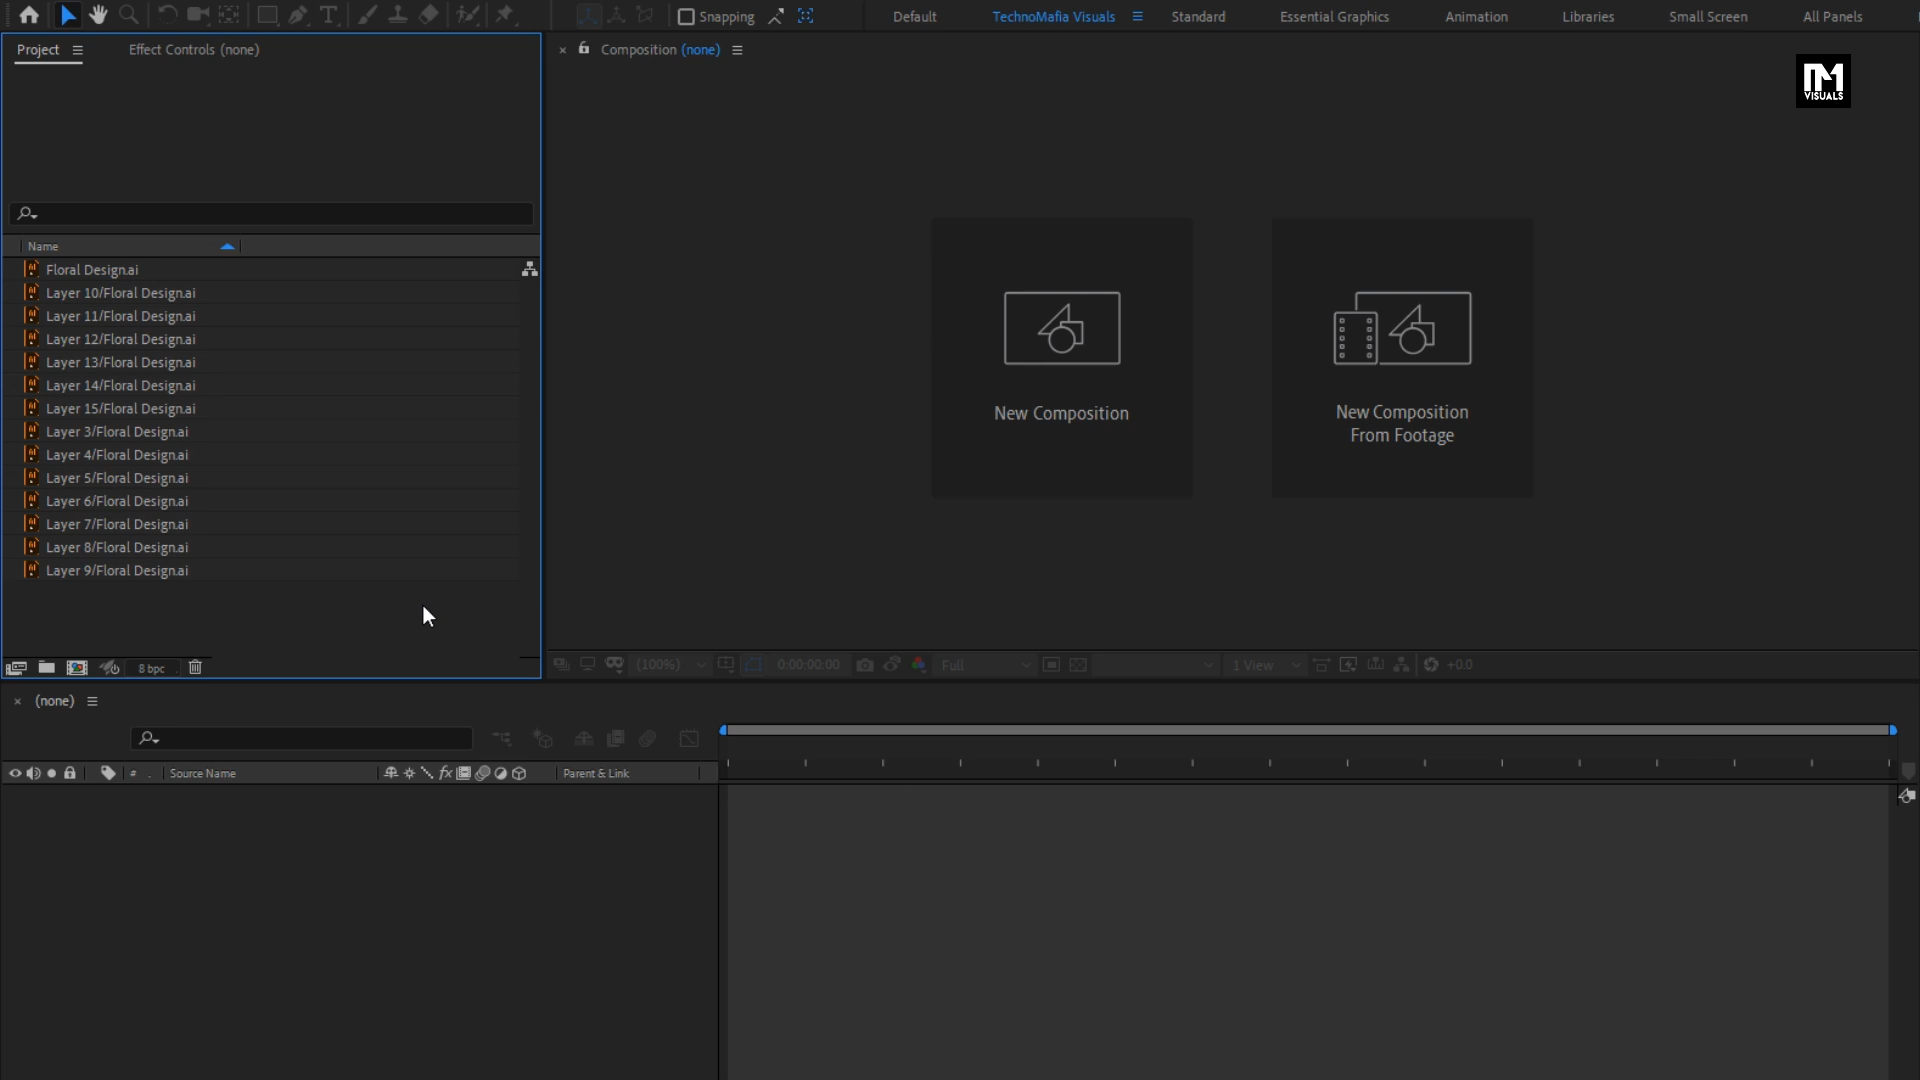 Snapping
Default
TechnoMafia Visuals
Standard
Essential Graphics
Animation
Libraries
Small Screen
All Panels
Project
Effect Controls (none)
Composition (none)
TM
VISUALS
Name
Floral Design.ai
Layer 10/Floral Design.ai
Layer 11/Floral Design.ai
Layer 12/Floral Design.ai
Layer 13/Floral Design.ai
Layer 14/Floral Design.ai
Layer 15/Floral Design.ai
Layer 3/Floral Design.ai
Layer 4/Floral Design.ai
Layer 5/Floral Design.ai
Layer 6/Floral Design.ai
Layer 7/Floral Design.ai
Layer 8/Floral Design.ai
Layer 9/Floral Design.ai
New Composition
New Composition
From Footage
8 bpc
(100%)
0:00:00:00
Full
1 View
+0.0
(none)
# . Source Name
fx
Parent & Link